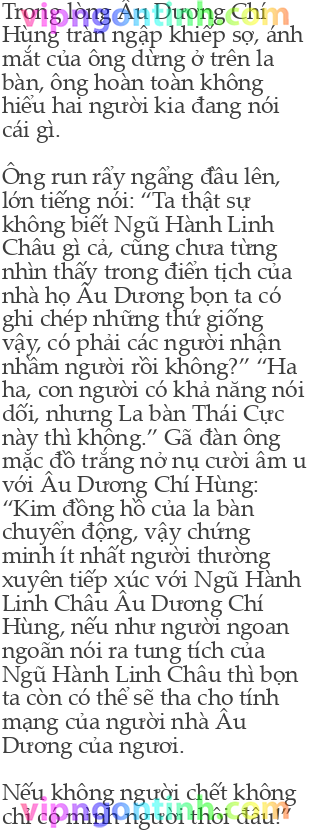 Trong lòng Âu Dương Chí
Hùng tràn ngập khiếp sợ, ánh
mắt của ông dừng ở trên la
bàn, ông hoàn toàn không
hiểu hai người kia đang nói
cái gì.
Ông run rẩy ngẩng đầu lên,
lớn tiếng nói: “Ta thật sự
không biết Ngũ Hành Linh
Châu gì cả, cũng chưa từng
nhìn thấy trong điển tịch của
nhà họ Âu Dương bọn ta có
ghi chép những thứ giống
vậy, có phải các người nhận
nhầm người rồi không?” “Ha
ha, con người có khả năng nói
dối, nhưng La bàn Thái Cực
này thì không.” Gã đàn ông
mặc đồ trắng nở nụ cười âm u
với Âu Dương Chí Hùng:
“Kim đồng hồ của la bàn
chuyển động, vậy chứng
minh ít nhất người thường
xuyên tiếp xúc với Ngũ Hành
Linh Châu Âu Dương Chí
Hùng, nếu như người ngoan
ngoãn nói ra tung tích của
Ngũ Hành Linh Châu thì bọn
ta còn có thể sẽ tha cho tính
mạng của người nhà Âu
Dương của ngươi.
Nếu không người chết không
chỉ có mình người thôi đâu!”
vipngontinh.com
vipngontinh.com